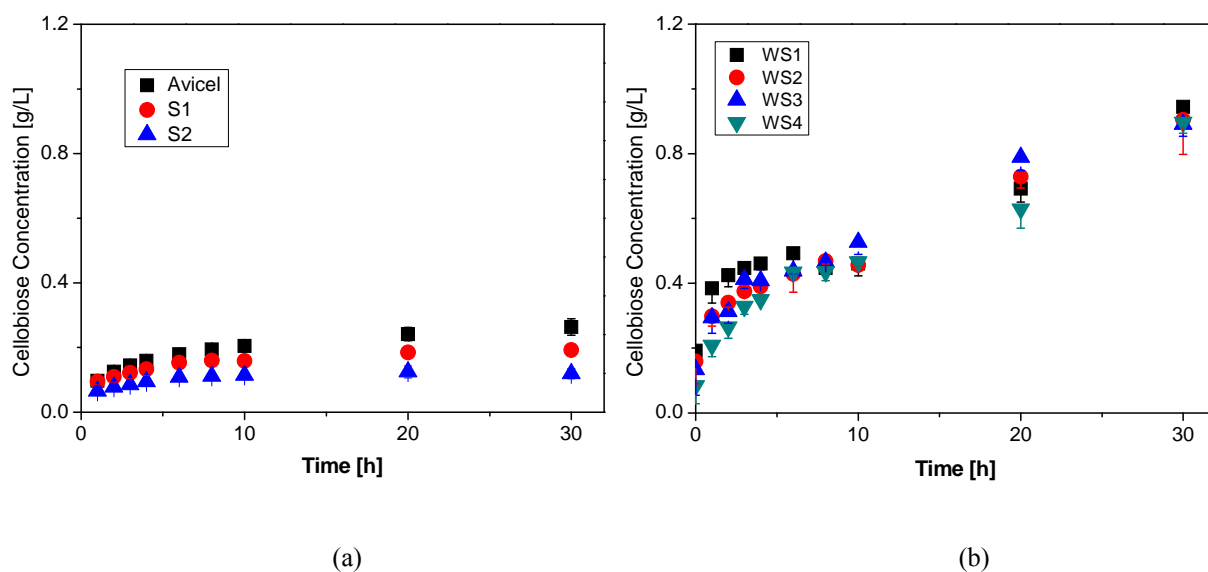 1.2
0.8
0.4
0.0
Cellobiose Concentration [g/L]
Avicel
S1
S2
0
10
20
30
Time [h]
(a)
1.2
0.8
0.4
0.0
Cellobiose Concentration [g/L]
WS1
WS2
WS3
WS4
0
10
20
30
Time [h]
(b)